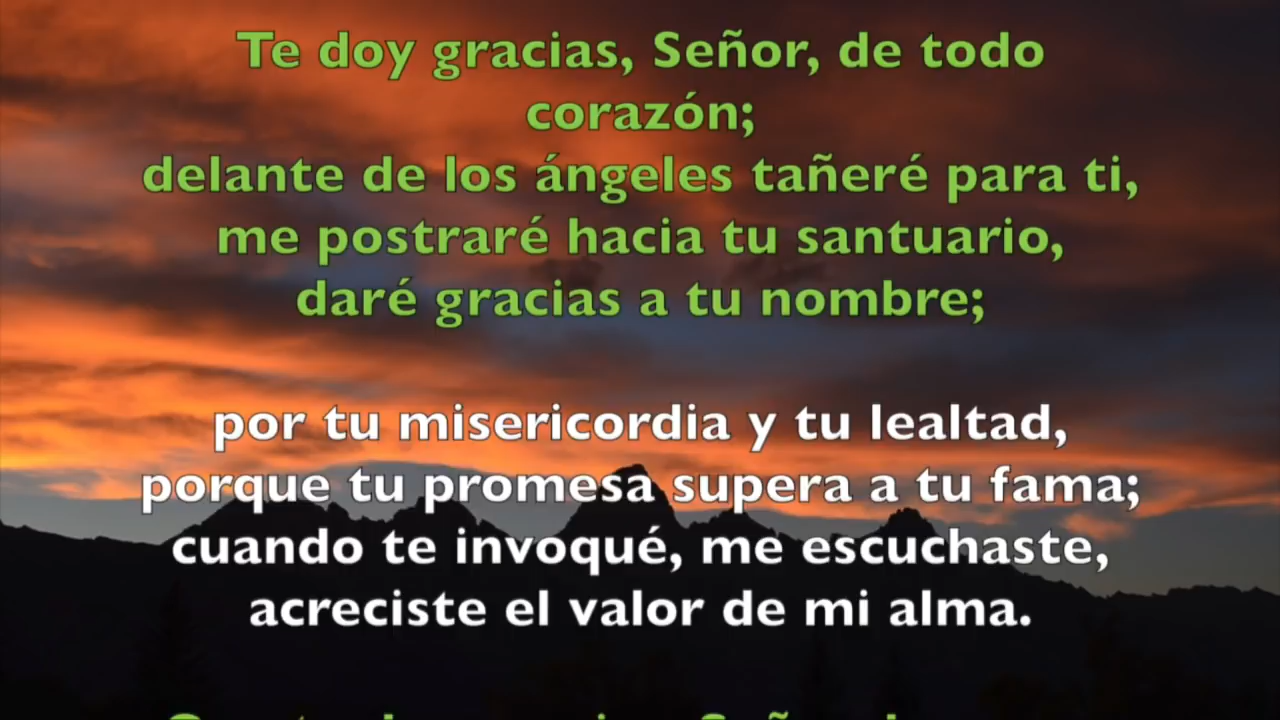 Te doy gracias, Señor, de todo
corazón;
delante de los ángeles tañeré para ti,
me postraré hacia tu santuario,
daré gracias a tu nombre;
por tu misericordia y tu lealtad,
porque tu promesa supera a tu fama;
cuando te invoqué, me escuchaste,
acreciste el valor de mi alma.